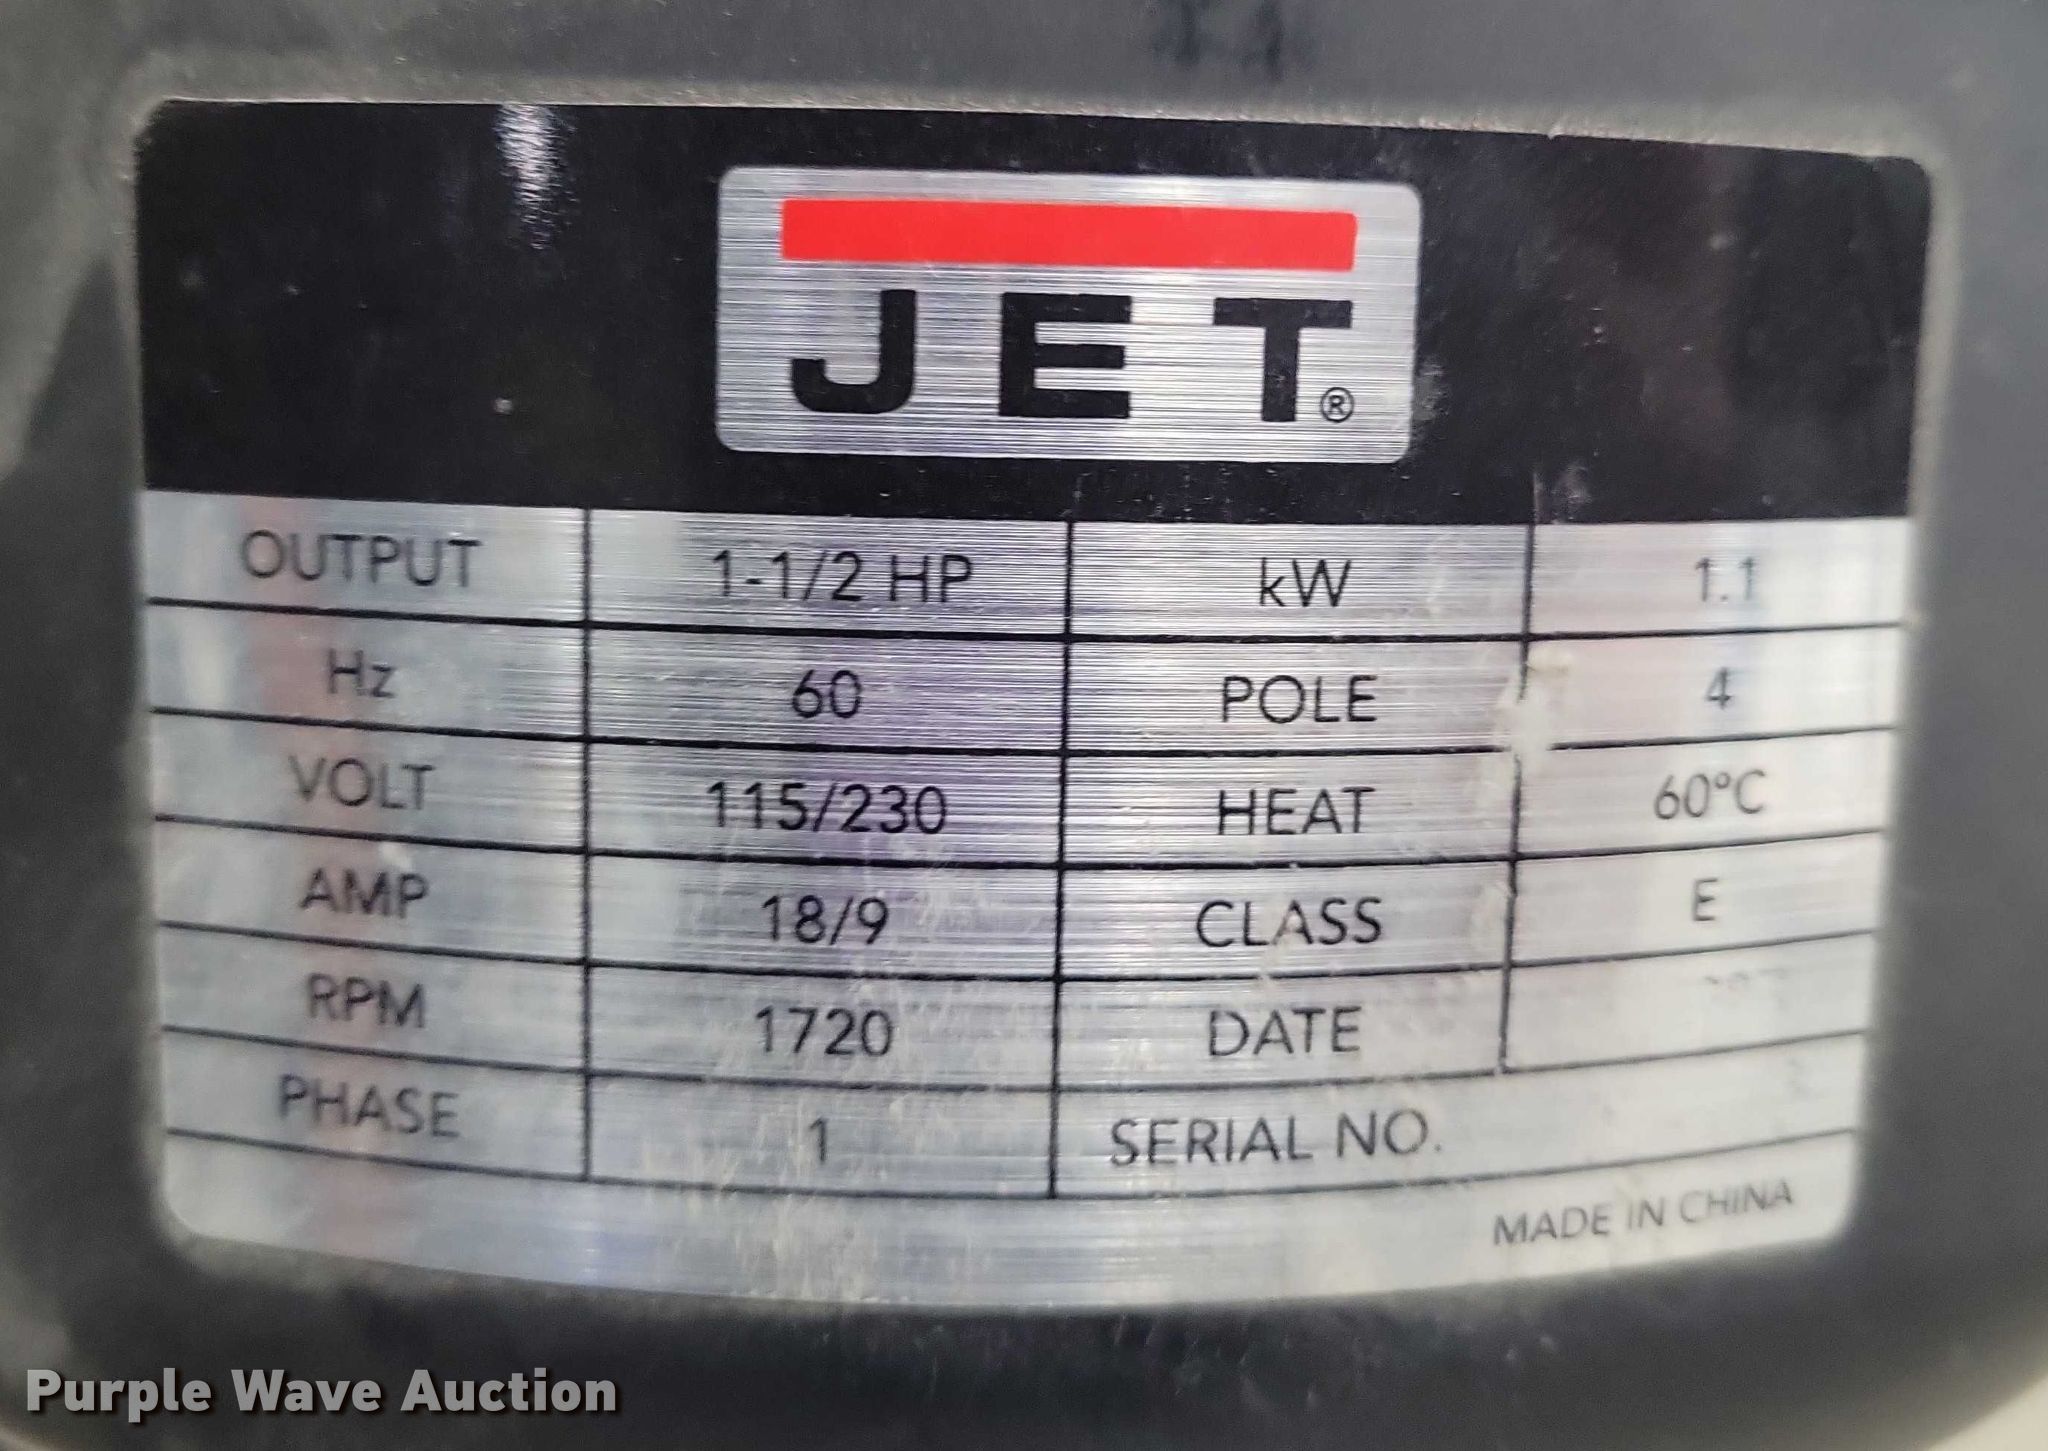 JET®
OUTPUT 1-1/2 HP kW 1.1
Hz 60 POLE 4
VOLT 115/230 HEAT 60°C
AMP 18/9 CLASS E
RPM 1720 DATE
PHASE 1 SERIAL NO.
MADE IN CHINA
Purple Wave Auction